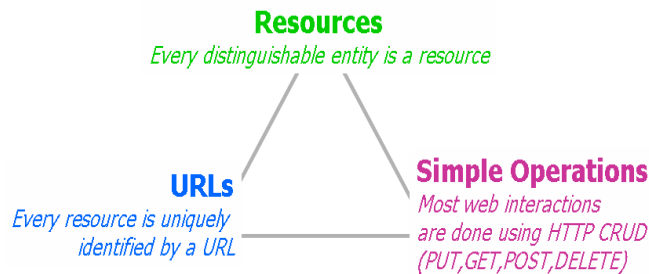 Resources
Every distinguishable entity is a resource
URLs
Every resource is uniquely
identified by a URL
Simple Operations
Most web interactions
are done using HTTP CRUD
(PUT,GET,POST,DELETE)